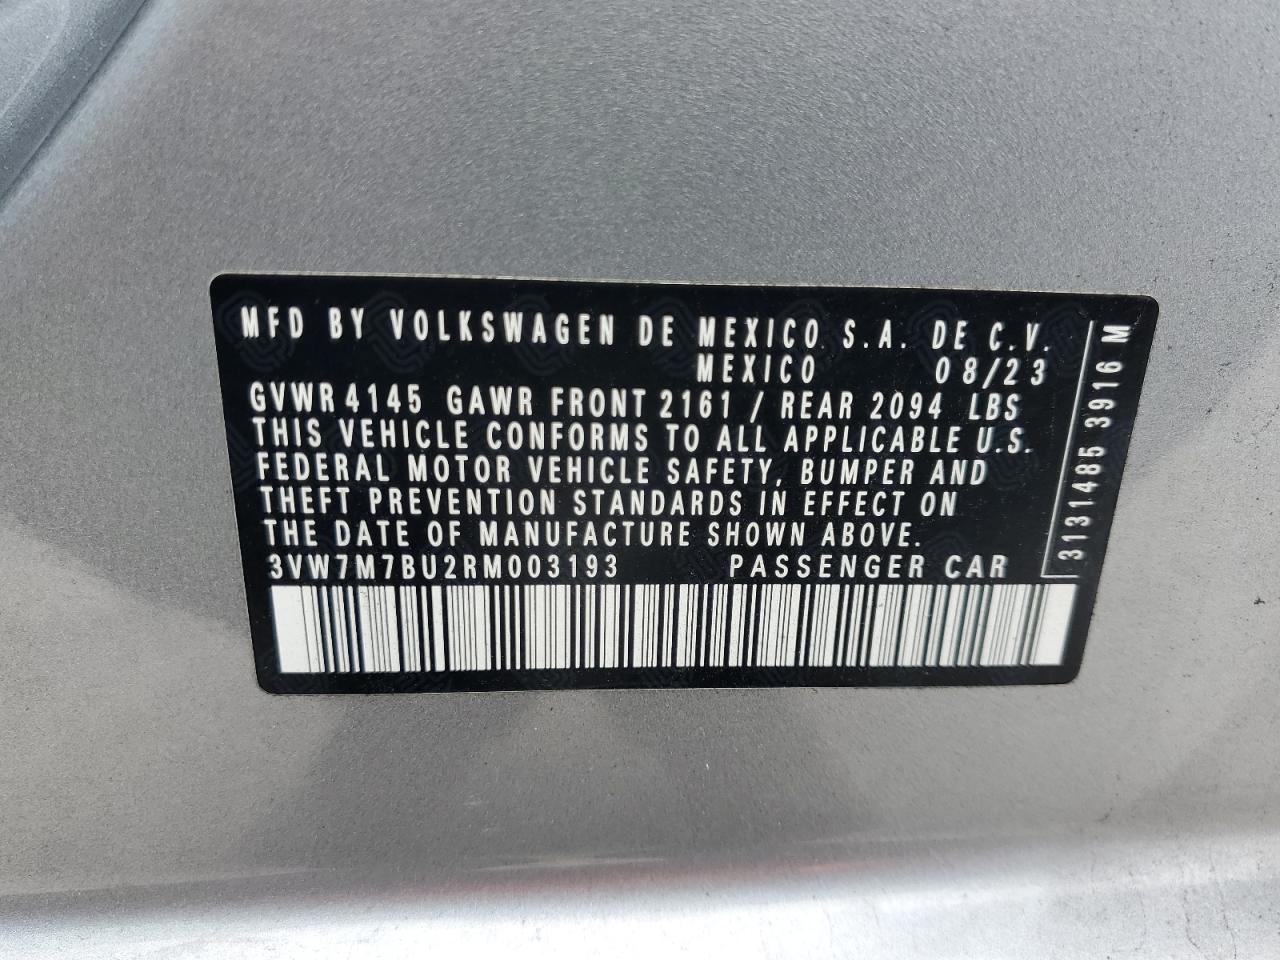 MFD BY VOLKSWAGEN DE MEXICO S.A. DE C.V.
MEXICO 08/23
GVWR 4145 GAWR FRONT 2161 / REAR 2094 LBS
THIS VEHICLE CONFORMS TO ALL APPLICABLE U.S.
FEDERAL MOTOR VEHICLE SAFETY, BUMPER AND
THEFT PREVENTION STANDARDS IN EFFECT ON
THE DATE OF MANUFACTURE SHOWN ABOVE.
3VW7M7BU2RM003193 PASSENGER CAR
3131485 3916 M